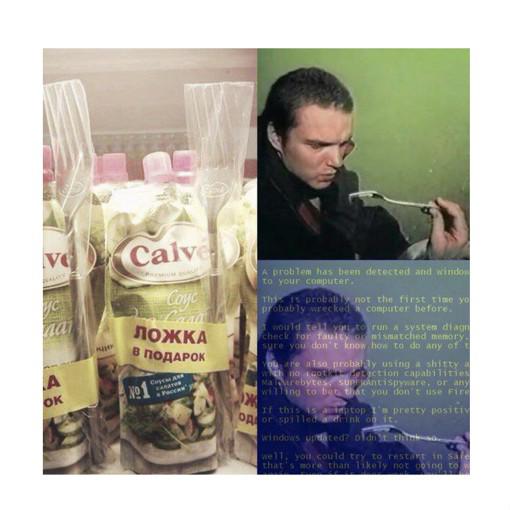 Calve
PREMIUM QUALITY
Соус
ЛОЖКА
В ПОДАРОК
№1
Соусы для
салатов
в России
A problem has been detected and window
to your computer.
This is probably not the first time yo
probably wrecked a computer before.
I would tell you to run a system diagn
check for faulty or mismatched memory.
sure you don't know how to do any of t
You are also probably using a shitty a
with no rootkit detection capabilities
Malwarebytes, SUPERAntiSpyware, or any
willing to bet that you don't use Fire
If this is a laptop I'm pretty positiv
or spilled a drink on it.
Windows updated? Didn't think so.
Well, you could try to restart in Safe
that's more than likely not going to w